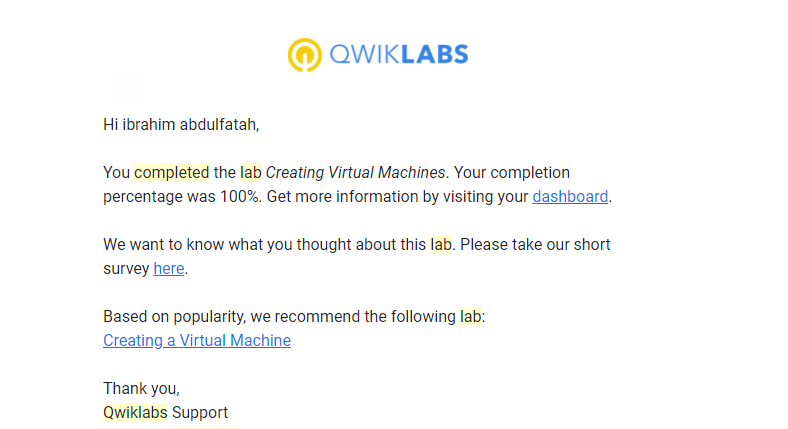 QWIKLABS
Hi ibrahim abdulfatah,
You completed the lab Creating Virtual Machines. Your completion
percentage was 100%. Get more information by visiting your dashboard.
We want to know what you thought about this lab. Please take our short
survey here.
Based on popularity, we recommend the following lab:
Creating a Virtual Machine
Thank you,
Qwiklabs Support